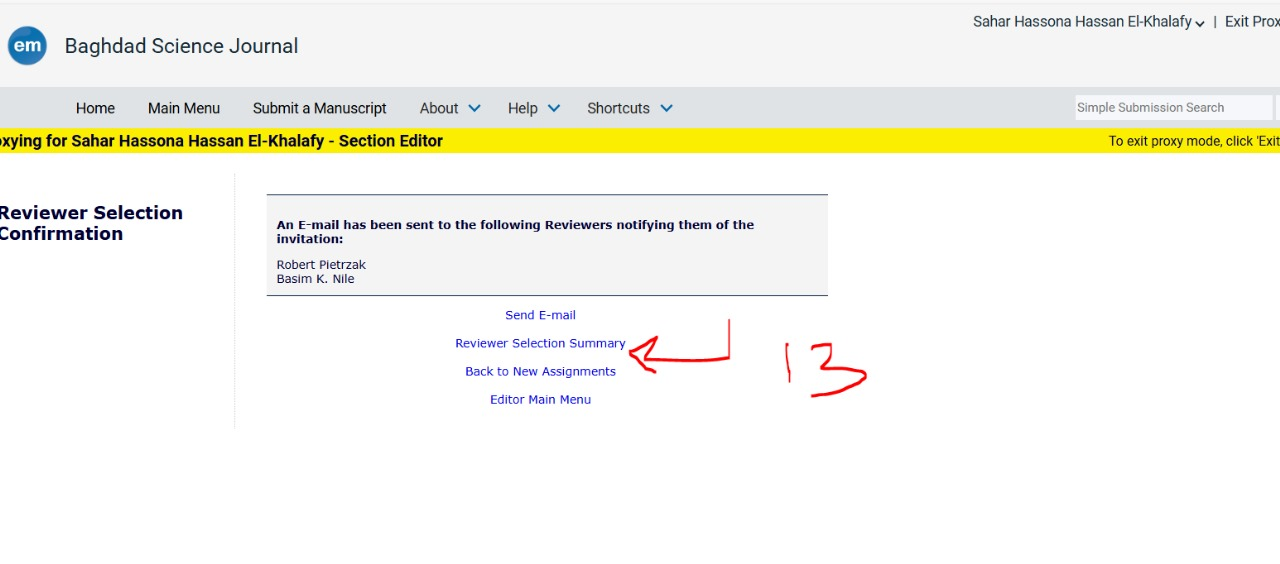 Sahar Hassona Hassan El-Khalafy | Exit Prox
em Baghdad Science Journal
Home Main Menu Submit a Manuscript About Help Shortcuts Simple Submission Search
oxying for Sahar Hassona Hassan El-Khalafy - Section Editor To exit proxy mode, click 'Exit
Reviewer Selection
Confirmation
An E-mail has been sent to the following Reviewers notifying them of the
invitation:
Robert Pietrzak
Basim K. Nile
Send E-mail
Reviewer Selection Summary
Back to New Assignments
Editor Main Menu
13